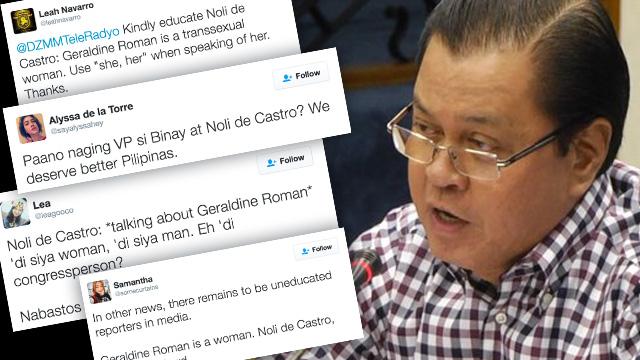 Leah Navarro
@leahnavarro
@DZMMTeleRadyo Kindly educate Noli de
Castro: Geraldine Roman is a transsexual
woman. Use "she, her" when speaking of her.
Thanks.
Follow
Alyssa de la Torre
@sayalyssahey
Paano naging VP si Binay at Noli de Castro? We
deserve better Pilipinas.
Follow
Lea
@leagooco
Noli de Castro: *talking about Geraldine Roman*
'di siya woman, 'di siya man. Eh 'di
congressperson?
Nabastos
Follow
Samantha
@somecurtains
In other news, there remains to be uneducated
reporters in media.
Geraldine Roman is a woman. Noli de Castro,